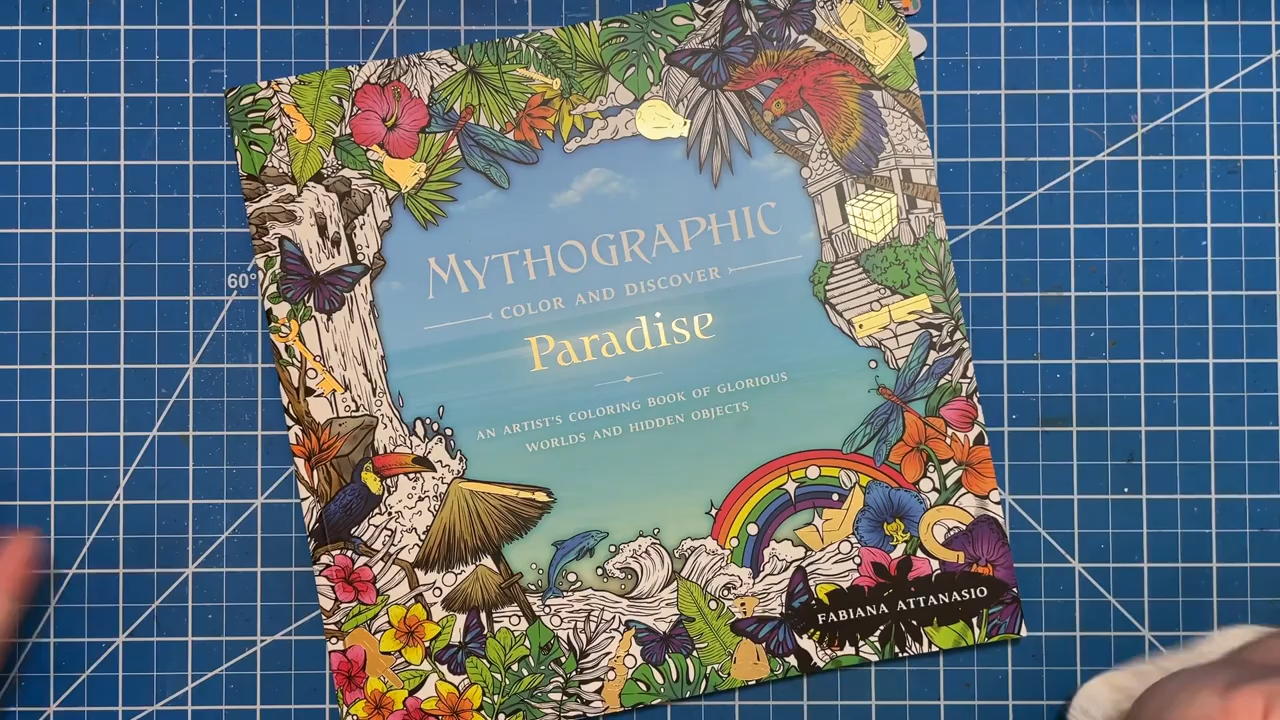 MYTHOGRAPHIC
COLOR AND DISCOVER
Paradise
AN ARTIST'S COLORING BOOK OF GLORIOUS
WORLDS AND HIDDEN OBJECTS
FABIANA ATTANASIO
60°